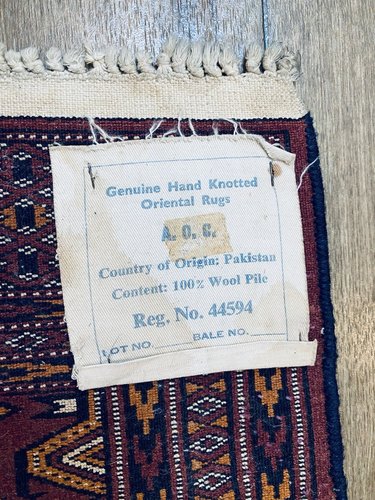 Genuine Hand Knotted
Oriental Rugs
A. O. C.
Country of Origin: Pakistan
Content: 100% Wool Pile
Reg. No. 44594
LOT NO. BALE NO.